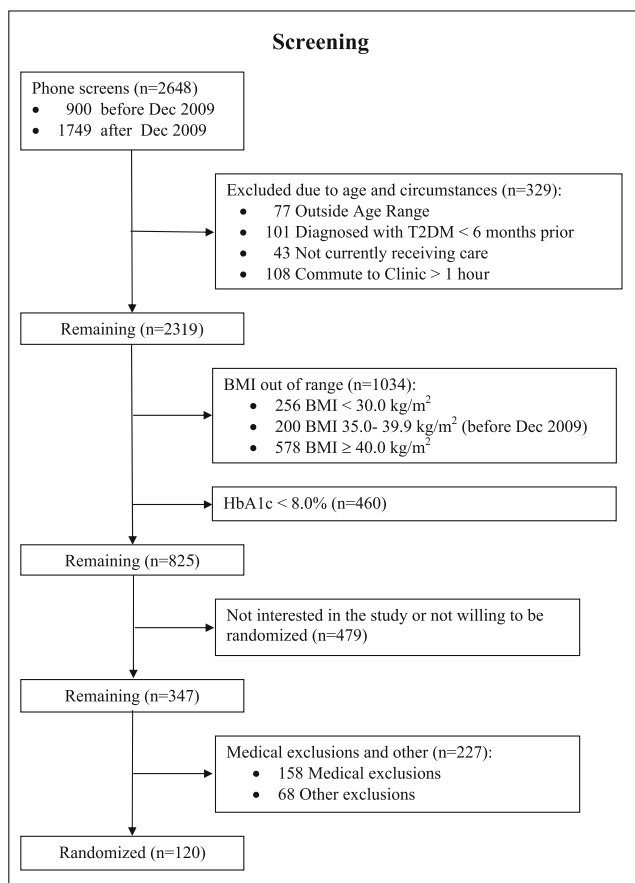 Screening
Phone screens (n=2648)
• 900 before Dec 2009
• 1749 after Dec 2009
Excluded due to age and circumstances (n=329):
• 77 Outside Age Range
• 101 Diagnosed with T2DM < 6 months prior
• 43 Not currently receiving care
• 108 Commute to Clinic > 1 hour
Remaining (n=2319)
BMI out of range (n=1034):
• 256 BMI < 30.0 kg/m²
• 200 BMI 35.0- 39.9 kg/m² (before Dec 2009)
• 578 BMI ≥ 40.0 kg/m²
HbA1c < 8.0% (n=460)
Remaining (n=825)
Not interested in the study or not willing to be
randomized (n=479)
Remaining (n=347)
Medical exclusions and other (n=227):
• 158 Medical exclusions
• 68 Other exclusions
Randomized (n=120)